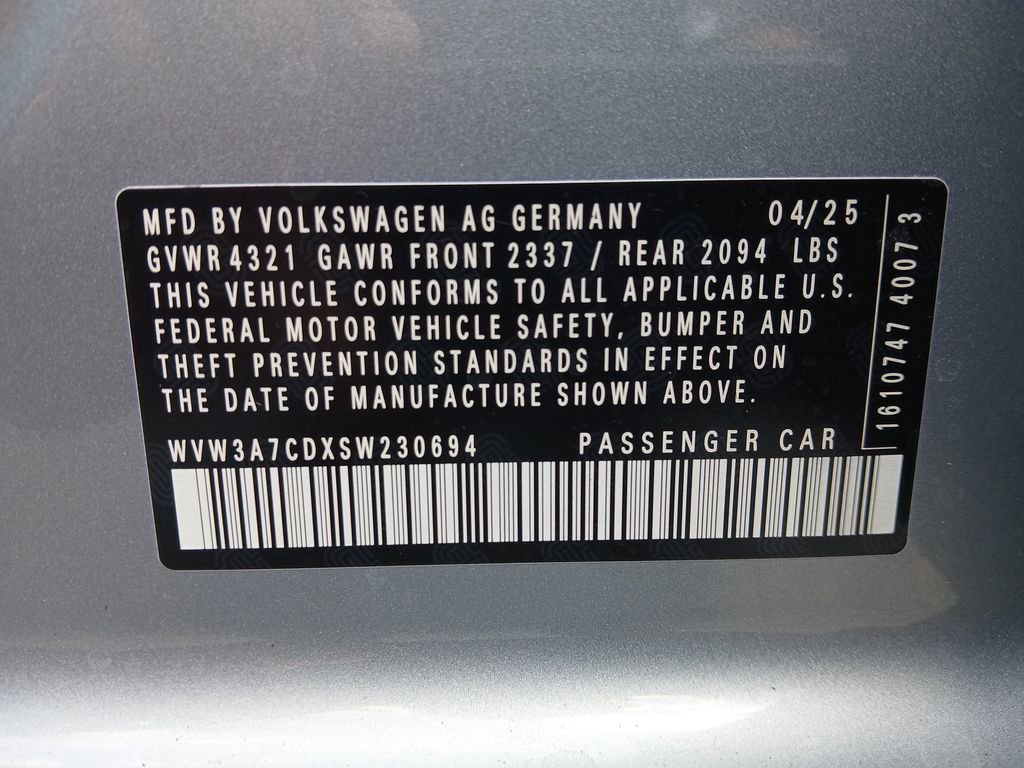 MFD BY VOLKSWAGEN AG GERMANY 04/25
GVWR 4321 GAWR FRONT 2337 / REAR 2094 LBS
THIS VEHICLE CONFORMS TO ALL APPLICABLE U.S.
FEDERAL MOTOR VEHICLE SAFETY, BUMPER AND
THEFT PREVENTION STANDARDS IN EFFECT ON
THE DATE OF MANUFACTURE SHOWN ABOVE.
WVW3A7CDXSW230694 PASSENGER CAR
1610747 4007 3